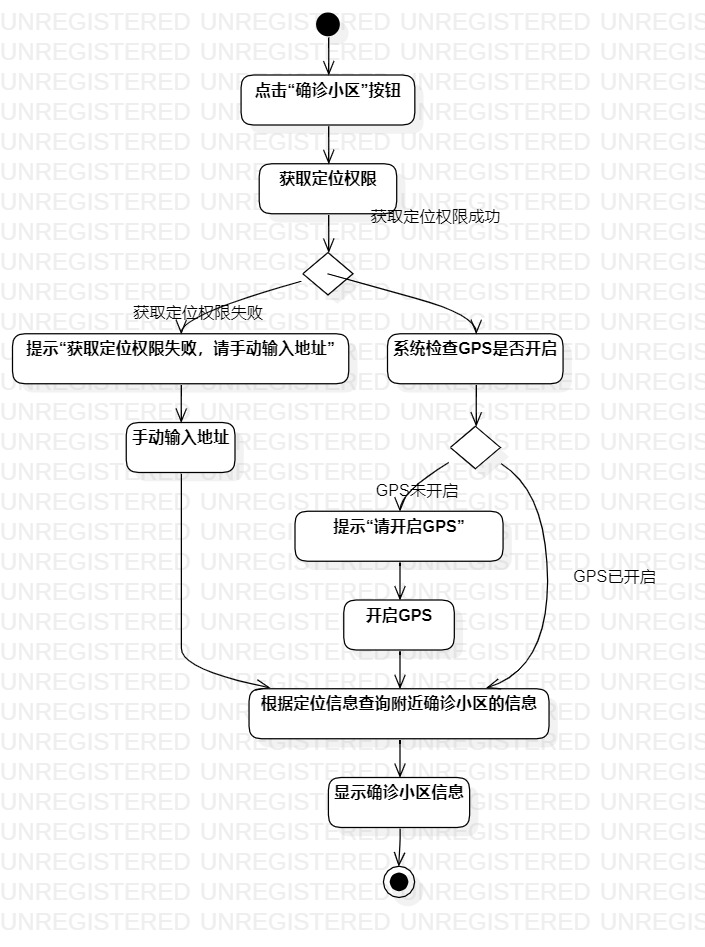 点击“确诊小区”按钮
获取定位权限
获取定位权限成功
获取定位权限失败
提示“获取定位权限失败，请手动输入地址”
系统检查GPS是否开启
手动输入地址
GPS未开启
提示“请开启GPS”
GPS已开启
开启GPS
根据定位信息查询附近确诊小区的信息
显示确诊小区信息
UNREGISTERED